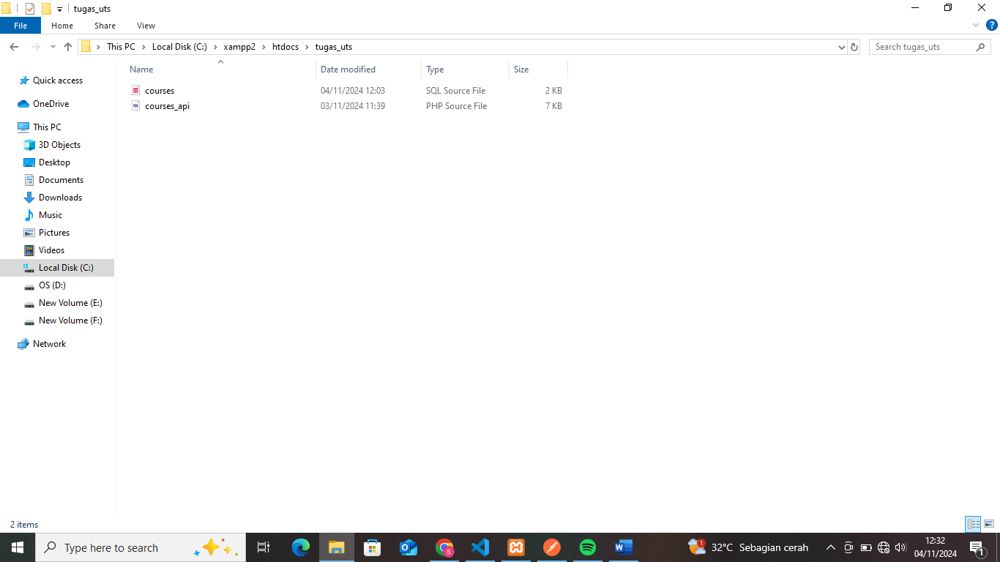 tugas_uts
File Home Share View
This PC Local Disk (C:) xampp2 htdocs tugas_uts Search tugas_uts
Name Date modified Type Size
Quick access
courses 04/11/2024 12:03 SQL Source File 2 KB
courses_api 03/11/2024 11:39 PHP Source File 7 KB
OneDrive
This PC
3D Objects
Desktop
Documents
Downloads
Music
Pictures
Videos
Local Disk (C:)
OS (D:)
New Volume (E:)
New Volume (F:)
Network
2 items
Type here to search
1 32°C Sebagian cerah
12:32
04/11/2024
1